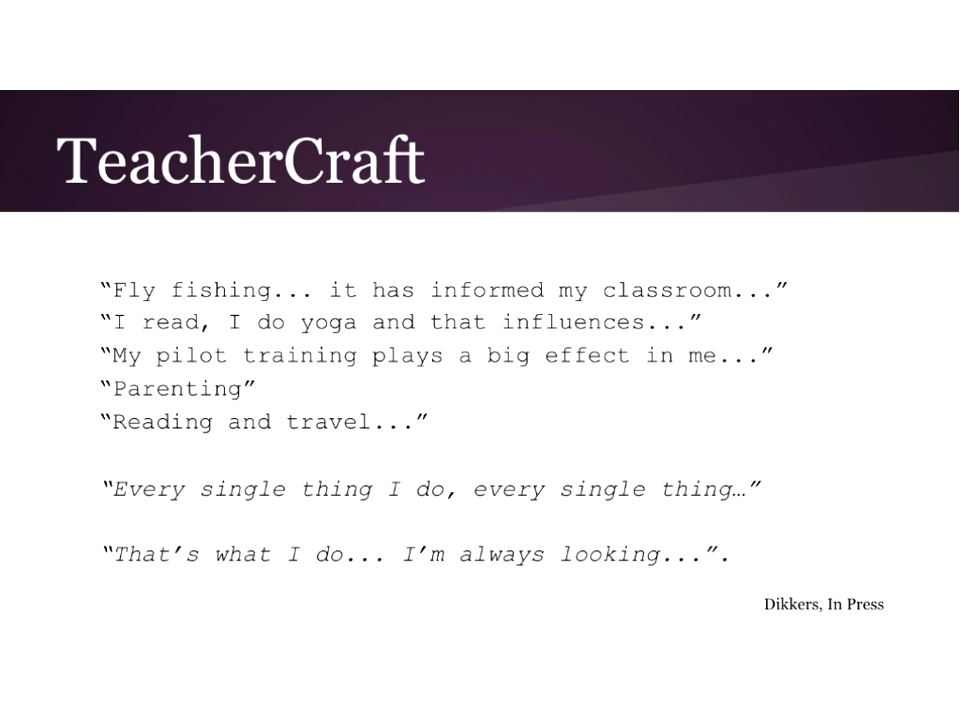 TeacherCraft
“Fly fishing... it has informed my classroom...”
“I read, I do yoga and that influences...”
“My pilot training plays a big effect in me...”
“Parenting”
“Reading and travel...”
“Every single thing I do, every single thing…”
“That’s what I do... I’m always looking...”.
Dikkers, In Press